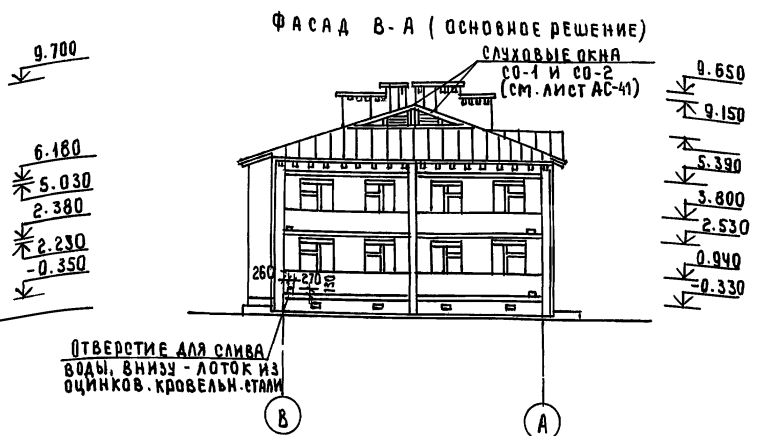 ФАСАД В-А (ОСНОВНОЕ РЕШЕНИЕ)
СЛУХОВЫЕ ОКНА
СО-1 И СО-2
(СМ. ЛИСТ АС-41)
9.700
6.180
5.030
2.380
2.230
-0.350
9.650
9.150
5.390
3.800
2.530
0.940
-0.330
260
270
130
ОТВЕРСТИЕ ДЛЯ СЛИВА
ВОДЫ, ВНИЗУ - ЛОТОК ИЗ
ОЦИНКОВ. КРОВЕЛЬН. СТАЛИ
В
А